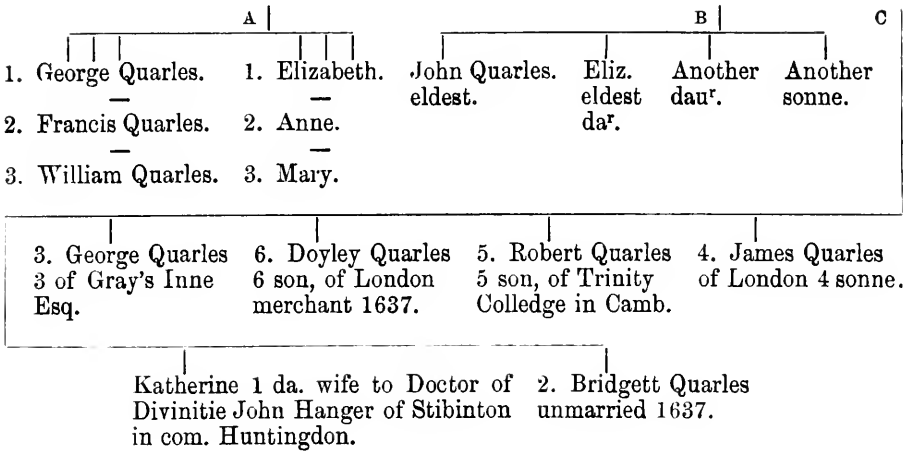 A B C
1. George Quarles. 1. Elizabeth. John Quarles. Eliz. Another Another
eldest. eldest dauʳ. sonne.
2. Francis Quarles. 2. Anne. daʳ.
3. William Quarles. 3. Mary.
3. George Quarles 6. Doyley Quarles 5. Robert Quarles 4. James Quarles
3 of Gray's Inne 6 son, of London 5 son, of Trinity of London 4 sonne.
Esq. merchant 1637. Colledge in Camb.
Katherine 1 da. wife to Doctor of 2. Bridgett Quarles
Divinitie John Hanger of Stibinton unmarried 1637.
in com. Huntingdon.